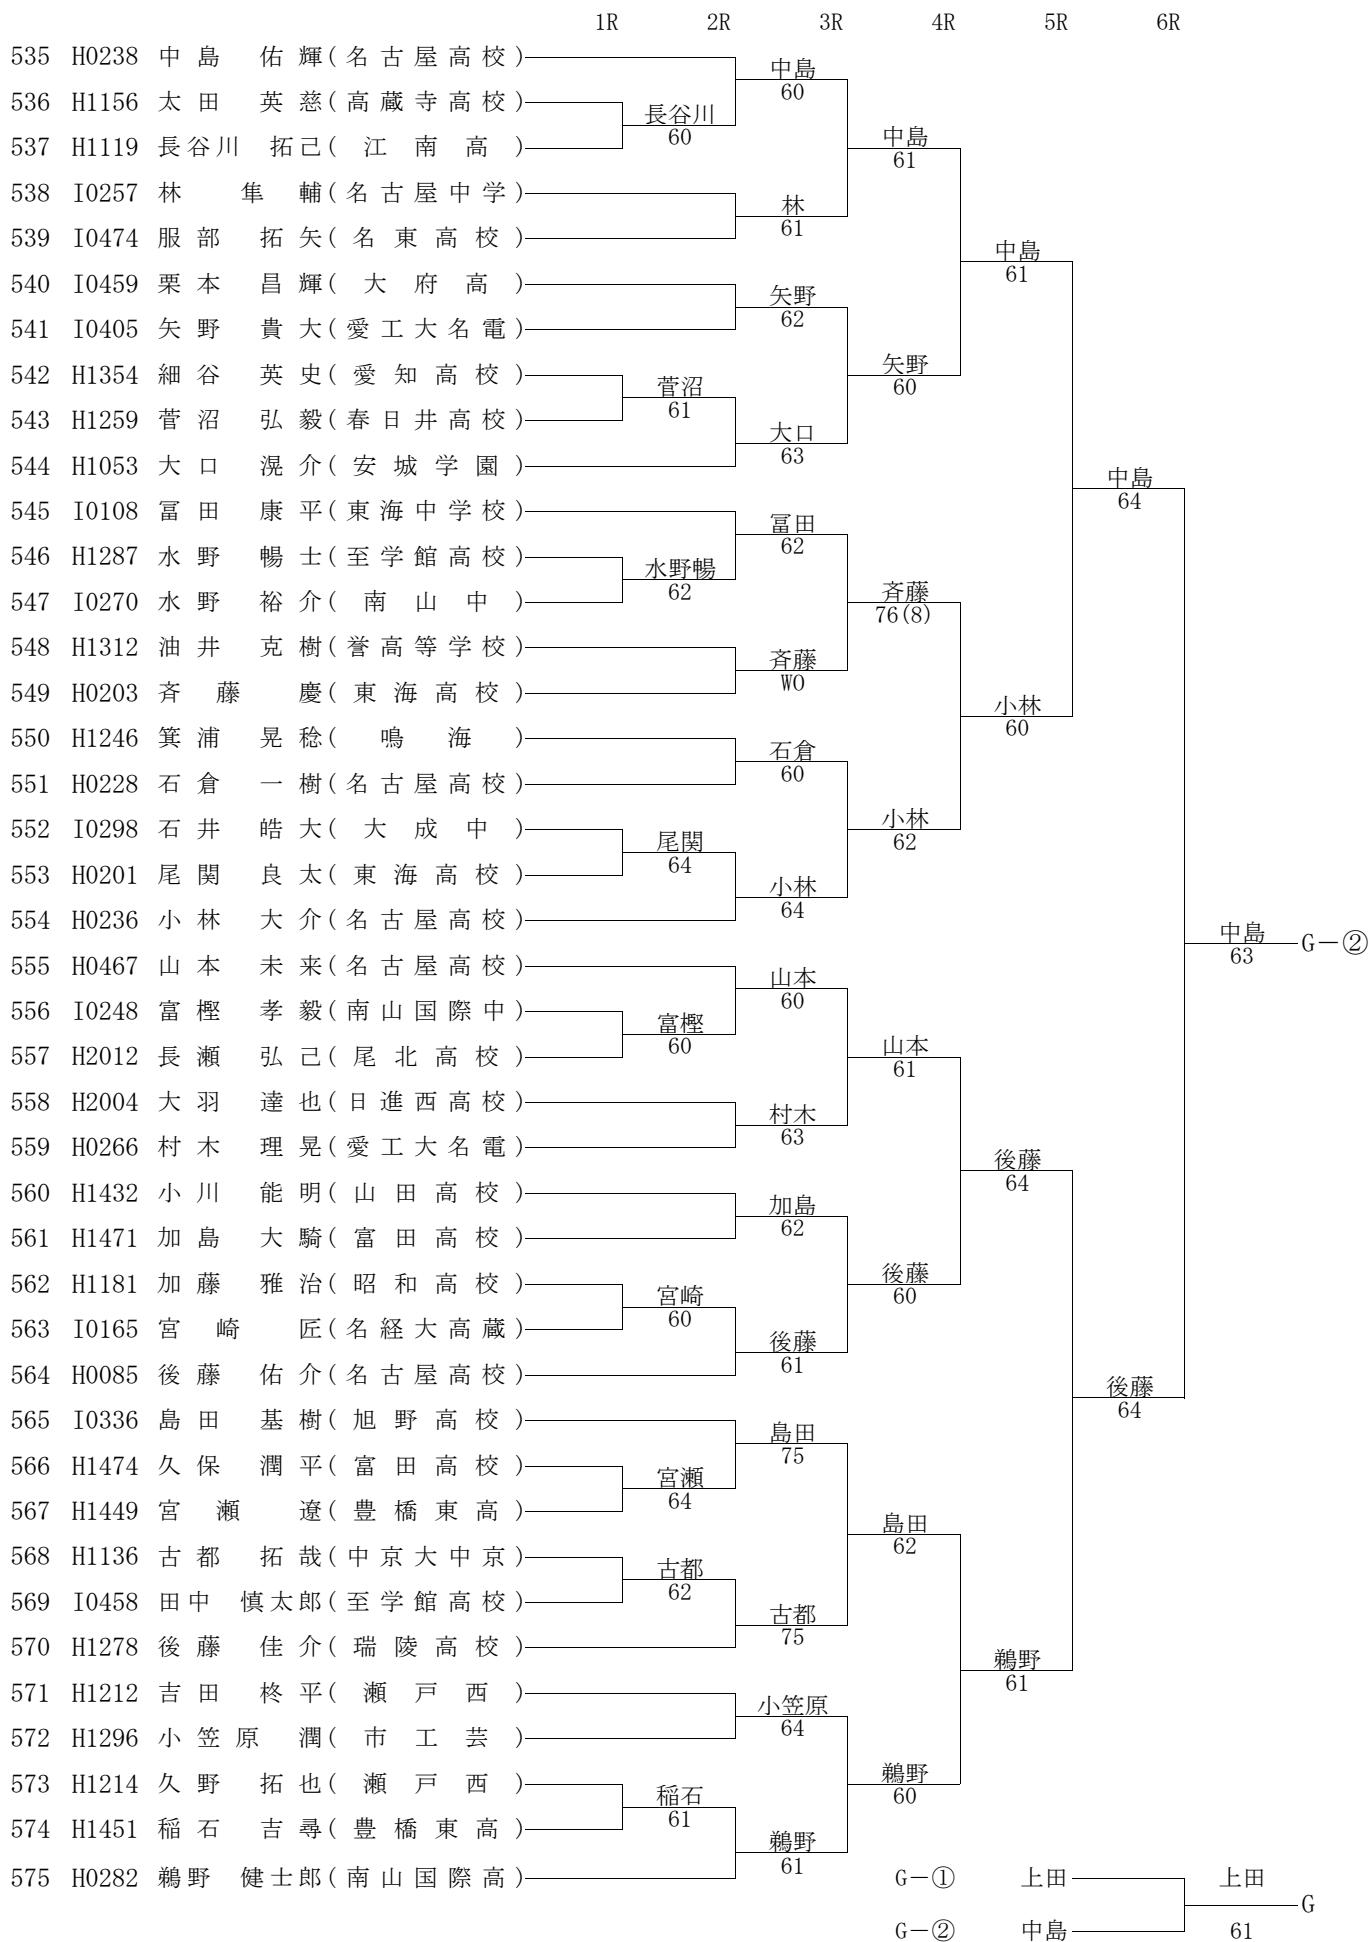 1R 2R 3R 4R 5R 6R
535 H0238 中島 佑輝(名古屋高校)
中島
60
536 H1156 太田 英慈(高蔵寺高校)
長谷川
60
537 H1119 長谷川 拓己(江南高)
中島
61
538 I0257 林 隼輔(名古屋中学)
林
61
539 I0474 服部 拓矢(名東高校)
中島
61
540 I0459 栗本 昌輝(大府高)
矢野
62
541 I0405 矢野 貴大(愛工大名電)
矢野
60
542 H1354 細谷 英史(愛知高校)
菅沼
61
543 H1259 菅沼 弘毅(春日井高校)
大口
63
544 H1053 大口 滉介(安城学園)
中島
64
545 I0108 冨田 康平(東海中学校)
冨田
62
546 H1287 水野 暢士(至学館高校)
水野暢
62
547 I0270 水野 裕介(南山中)
斉藤
76(8)
548 H1312 油井 克樹(誉高等学校)
斉藤
WO
549 H0203 斉藤 慶(東海高校)
小林
60
550 H1246 箕浦 晃稔(鳴海)
石倉
60
551 H0228 石倉 一樹(名古屋高校)
小林
62
552 I0298 石井 皓大(大成中)
尾関
64
553 H0201 尾関 良太(東海高校)
小林
64
554 H0236 小林 大介(名古屋高校)
中島 G－②
63
555 H0467 山本 未来(名古屋高校)
山本
60
556 I0248 富樫 孝毅(南山国際中)
富樫
60
557 H2012 長瀬 弘己(尾北高校)
山本
61
558 H2004 大羽 達也(日進西高校)
村木
63
559 H0266 村木 理晃(愛工大名電)
後藤
64
560 H1432 小川 能明(山田高校)
加島
62
561 H1471 加島 大騎(富田高校)
後藤
60
562 H1181 加藤 雅治(昭和高校)
宮崎
60
563 I0165 宮崎 匠(名経大高蔵)
後藤
61
564 H0085 後藤 佑介(名古屋高校)
後藤
64
565 I0336 島田 基樹(旭野高校)
島田
75
566 H1474 久保 潤平(富田高校)
宮瀬
64
567 H1449 宮瀬 遼(豊橋東高)
島田
62
568 H1136 古都 拓哉(中京大中京)
古都
62
569 I0458 田中 慎太郎(至学館高校)
古都
75
570 H1278 後藤 佳介(瑞陵高校)
鵜野
61
571 H1212 吉田 柊平(瀬戸西)
小笠原
64
572 H1296 小笠原 潤(市工芸)
鵜野
60
573 H1214 久野 拓也(瀬戸西)
稲石
61
574 H1451 稲石 吉尋(豊橋東高)
鵜野
61
575 H0282 鵜野 健士郎(南山国際高)
G－① 上田 上田
G
G－② 中島 61